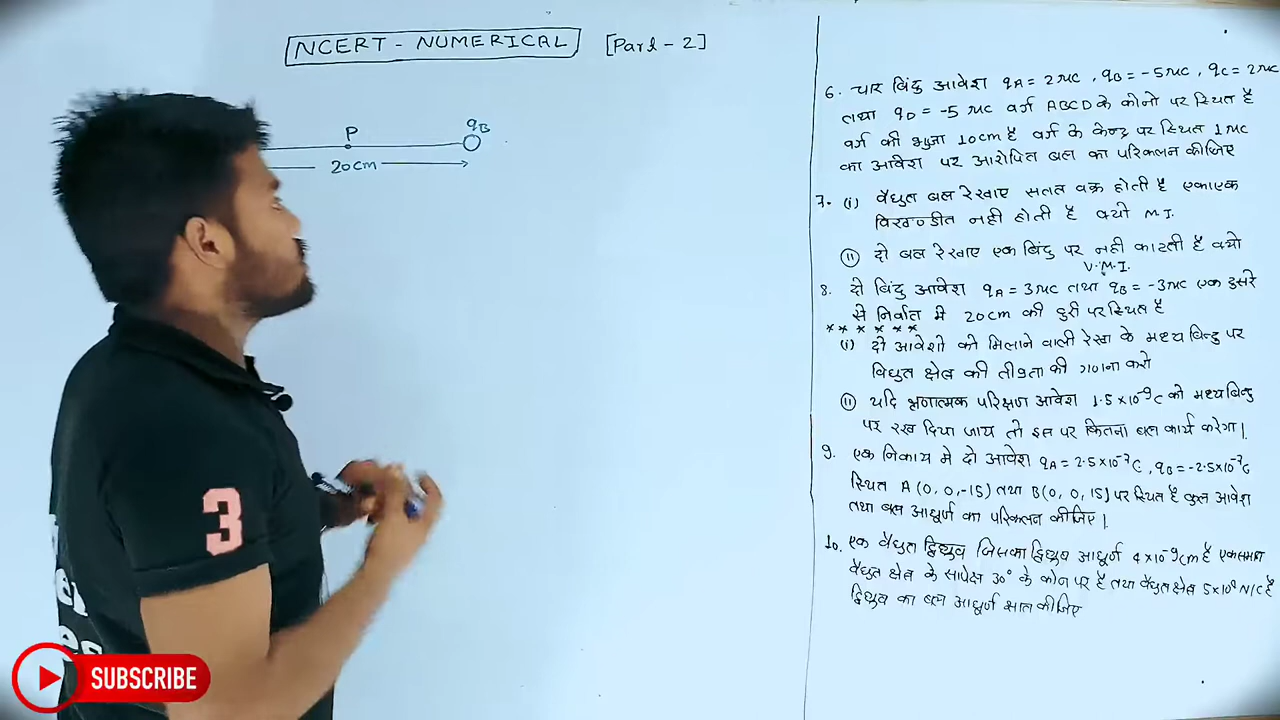 NCERT - NUMERICAL [Part - 2]
qB
P
20cm
6. चार बिंदु आवेश qA = 2μC, qB = -5μC, qC = 2μC
तथा qD = -5 μC वर्ग ABCD के कोनो पर स्थित है
वर्ग की भुजा 10cm है वर्ग के केन्द्र पर स्थित 1μC
का आवेश पर आरोपित बल का परिकलन कीजिए
7. (i) वैधुत बल रेखाए सतत वक्र होती है एकाएक
विखण्डीत नही होती है क्यो M.I.
(ii) दो बल रेखाए एक बिंदु पर नही काटती है क्यो
V.M.I.
8. दो बिंदु आवेश qA = 3μC तथा qB = -3μC एक दुसरे
से निर्वात मे 20cm की दुरी पर स्थित है
******
(i) दो आवेशो को मिलाने वाली रेखा के मध्य बिन्दु पर
विधुत क्षेत्र की तीव्रता की गणना करो
(ii) यदि ऋणात्मक परिक्षण आवेश 1.5×10⁻⁹C को मध्य बिन्दु
पर रख दिया जाय तो इस पर कितना बल कार्य करेगा।
9. एक निकाय मे दो आवेश qA = 2.5×10⁻⁷C, qB = -2.5×10⁻⁷C
स्थित A(0, 0,-15) तथा B(0, 0, 15) पर स्थित है कुल आवेश
तथा बल आधूर्ण का परिकलन कीजिए।
10. एक वैधुत द्विध्रुव जिसका द्विध्रुव आधूर्ण 4×10⁻⁹cm है एकसमान
वैधुत क्षेत्र के सापेक्ष 30° के कोन पर है तथा वैधुत क्षेत्र N/C है
द्विध्रुव का बल आधूर्ण ज्ञात कीजिए
3
SUBSCRIBE